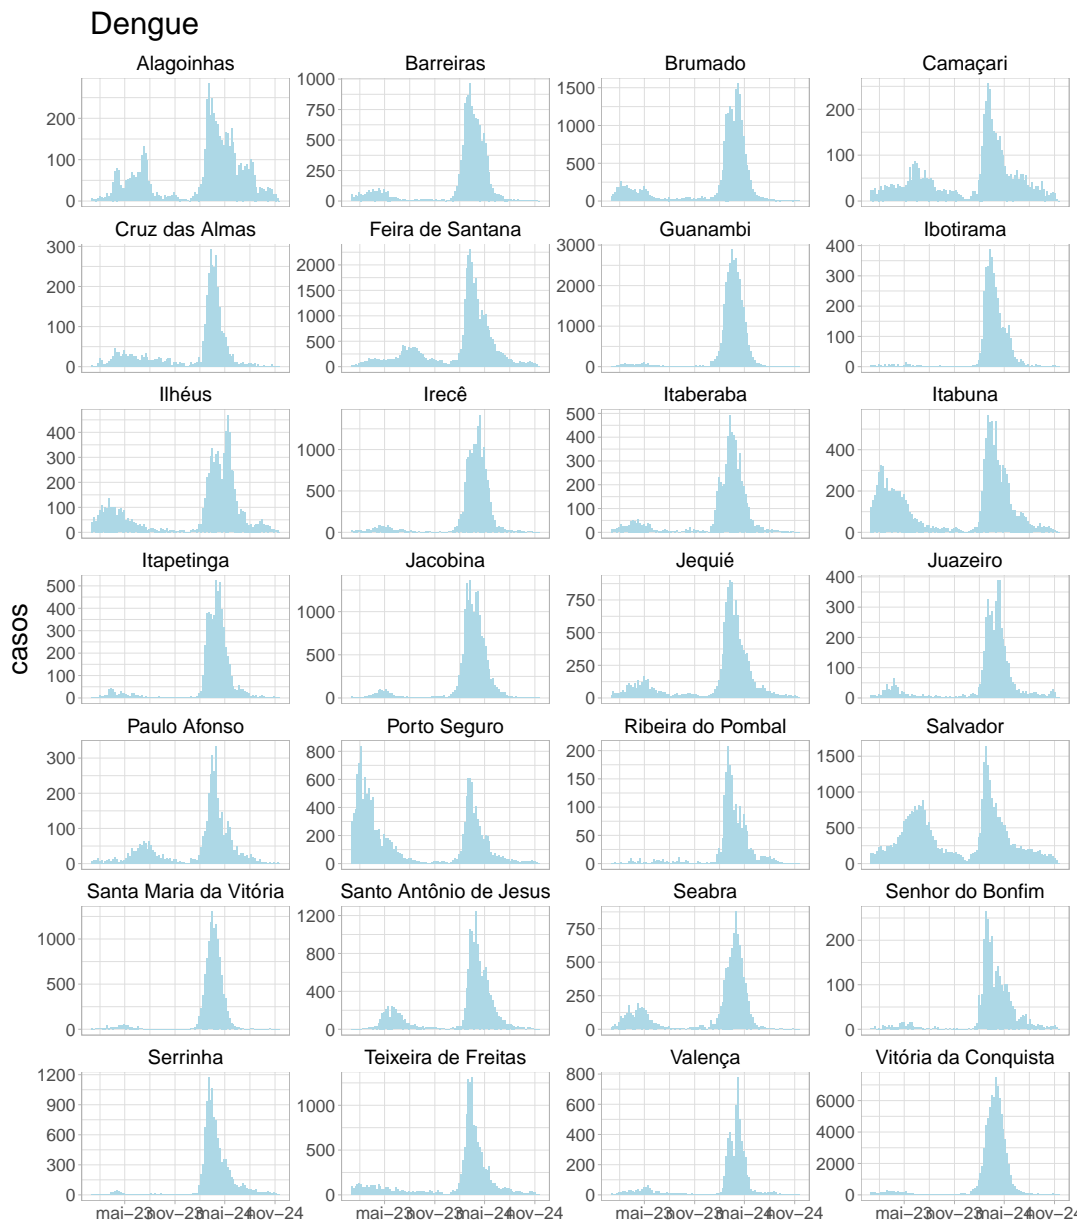 Dengue
Alagoinhas Barreiras Brumado Camaçari
200 100 0
1000 750 500 250 0
1500 1000 500 0
200 100 0
Cruz das Almas Feira de Santana Guanambi Ibotirama
300 200 100 0
2000 1500 1000 500 0
3000 2000 1000 0
400 300 200 100 0
Ilhéus Irecê Itaberaba Itabuna
400 300 200 100 0
1000 500 0
500 400 300 200 100 0
400 200 0
Itapetinga Jacobina Jequié Juazeiro
500 400 300 200 100 0
1000 500 0
750 500 250 0
400 300 200 100 0
casos
Paulo Afonso Porto Seguro Ribeira do Pombal Salvador
300 200 100 0
800 600 400 200 0
200 150 100 50 0
1500 1000 500 0
Santa Maria da Vitória Santo Antônio de Jesus Seabra Senhor do Bonfim
1000 500 0
1200 800 400 0
750 500 250 0
200 100 0
Serrinha Teixeira de Freitas Valença Vitória da Conquista
1200 900 600 300 0
1000 500 0
800 600 400 200 0
6000 4000 2000 0
mai–23 nov–23 mai–24 nov–24 mai–23 nov–23 mai–24 nov–24 mai–23 nov–23 mai–24 nov–24 mai–23 nov–23 mai–24 nov–24